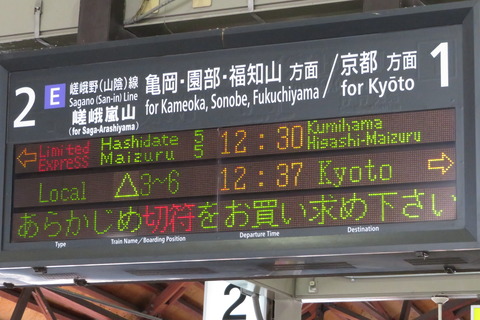 2 E 嵯峨野(山陰)線 亀岡・園部・福知山 方面 / 京都 方面 1
Sagano (San-in) Line for Kameoka, Sonobe, Fukuchiyama for Kyōto
嵯峨嵐山
(for Saga-Arashiyama)
← Limited Express Hashidate 5 12:30 Kumihama
Maizuru 5 Higashi-Maizuru
Local △3~6 12:37 Kyoto →
あらかじめ切符をお買い求め下さい
Type Train Name / Boarding Position Departure Time Destination
2